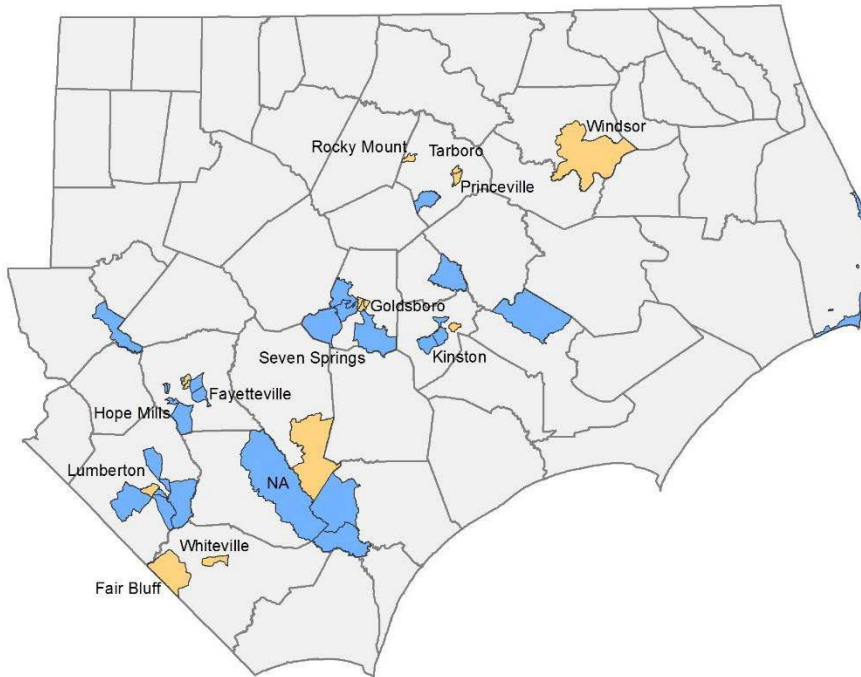 Windsor
Rocky Mount
Tarboro
Princeville
Goldsboro
Seven Springs
Kinston
Fayetteville
Hope Mills
Lumberton
NA
Whiteville
Fair Bluff